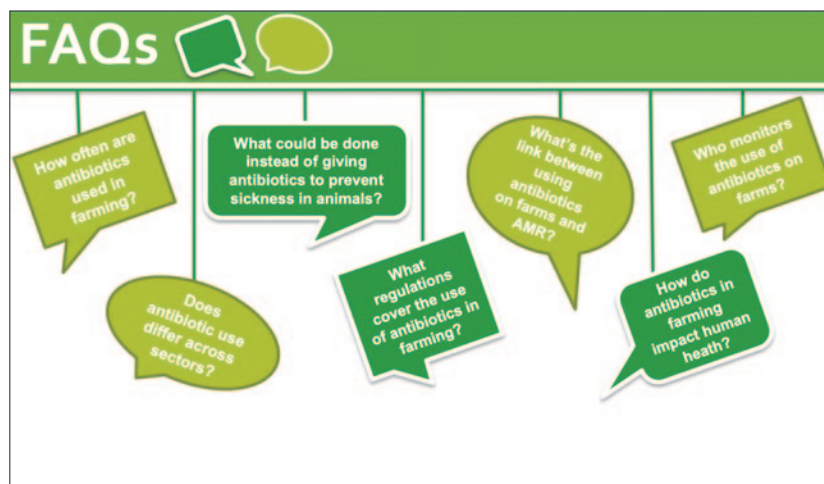 FAQs
How often are
antibiotics
used in
farming?
Does
antibiotic use
differ across
sectors?
What could be done
instead of giving
antibiotics to prevent
sickness in animals?
What
regulations
cover the use
of antibiotics in
farming?
What's the
link between
using
antibiotics
on farms and
AMR?
How do
antibiotics in
farming
impact human
heath?
Who monitors
the use of
antibiotics on
farms?